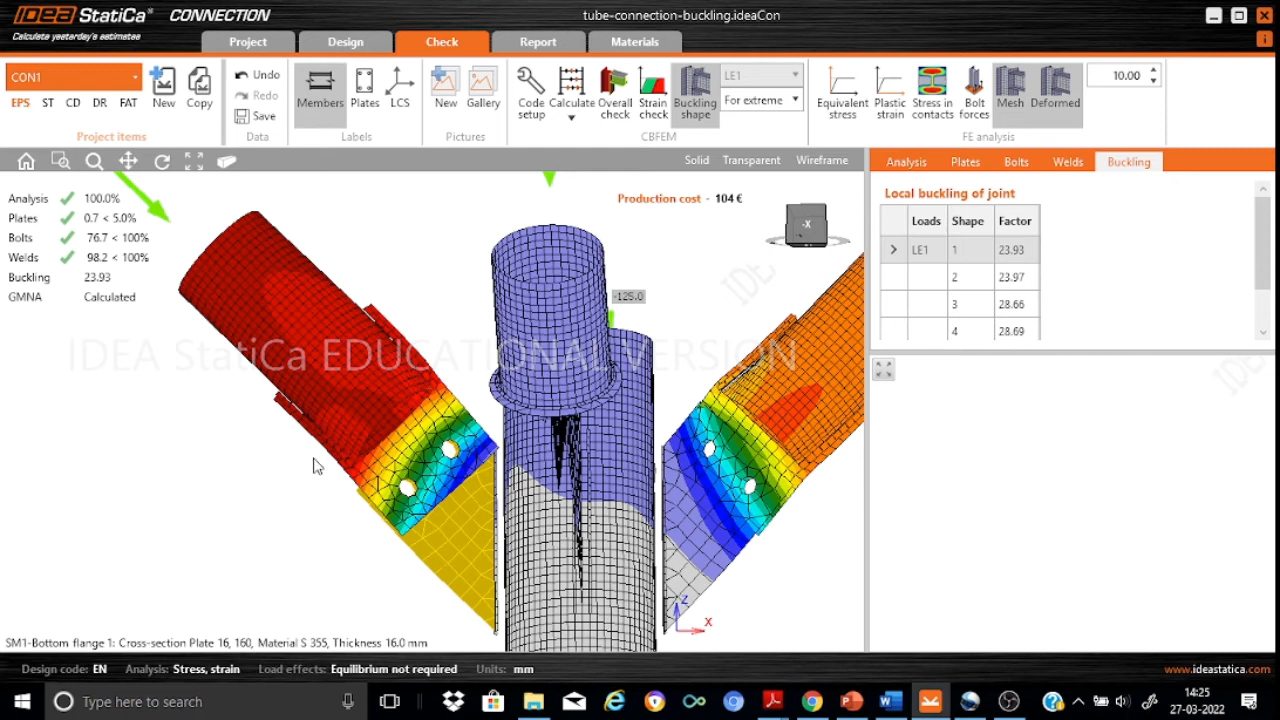 IDEA StatiCa® CONNECTION
Calculate yesterday's estimates
tube-connection-buckling.ideaCon
Project Design Check Report Materials
CON1
EPS ST CD DR FAT
New Copy
Undo
Redo
Save
Members Plates LCS
New Gallery
Code setup Calculate Overall check Strain check Buckling shape
LE1
For extreme
Equivalent stress Plastic strain Stress in contacts Bolt forces Mesh Deformed
10.00
Project items Data Labels Pictures CBFEM FE analysis
Solid Transparent Wireframe
Analysis Plates Bolts Welds Buckling
Analysis 100.0%
Plates 0.7 < 5.0%
Bolts 76.7 < 100%
Welds 98.2 < 100%
Buckling 23.93
GMNA Calculated
Production cost - 104 €
-X
-125.0
IDEA StatiCa EDUCATIONAL VERSION
Z
X
Local buckling of joint
Loads Shape Factor
LE1 1 23.93
2 23.97
3 28.66
4 28.69
SM1-Bottom flange 1: Cross-section Plate 16, 160, Material S 355, Thickness 16.0 mm
Design code: EN Analysis: Stress, strain Load effects: Equilibrium not required Units: mm
www.ideastatica.com
Type here to search
14:25
27-03-2022